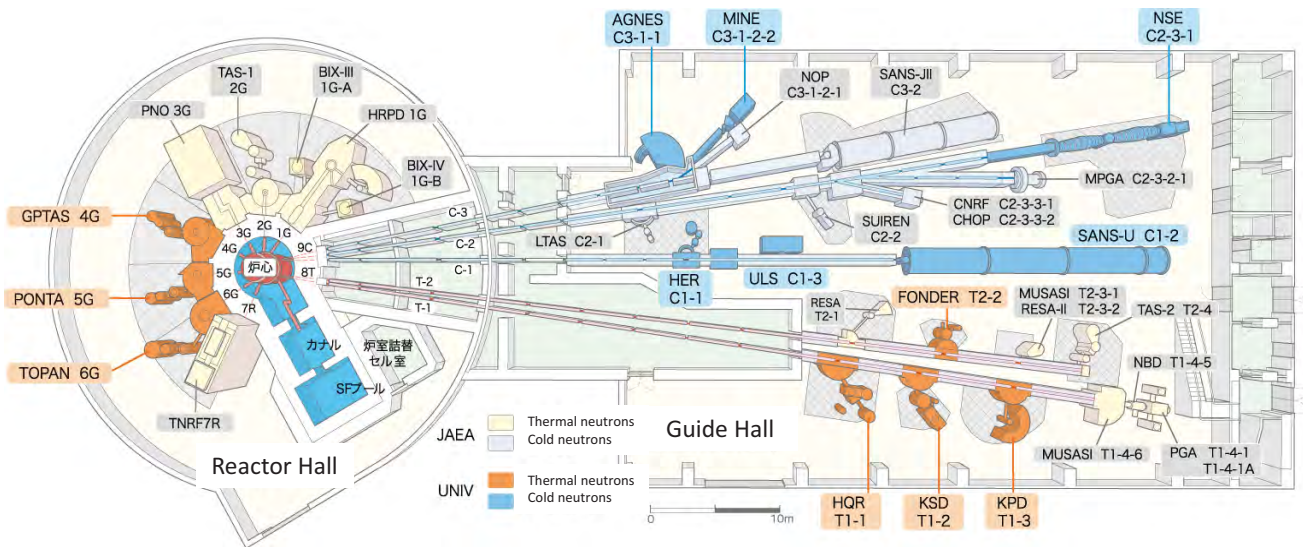 AGNES
C3-1-1
MINE
C3-1-2-2
NSE
C2-3-1
TAS-1
2G
BIX-III
1G-A
NOP
C3-1-2-1
SANS-JII
C3-2
PNO 3G
HRPD 1G
BIX-IV
1G-B
MPGA C2-3-2-1
CNRF C2-3-3-1
CHOP C2-3-3-2
GPTAS 4G
C-3
2G
3G
1G
4G
9C
C-2
LTAS C2-1
SUIREN
C2-2
SANS-U C1-2
炉心
5G
8T
C-1
HER
C1-1
ULS C1-3
PONTA 5G
6G
7R
T-2
T-1
RESA
T2-1
FONDER T2-2
MUSASI T2-3-1
RESA-II T2-3-2
TAS-2 T2-4
カナル
炉室詰替
セル室
NBD T1-4-5
TOPAN 6G
SFプール
TNRF7R
JAEA
Thermal neutrons
Cold neutrons
Guide Hall
MUSASI T1-4-6
PGA T1-4-1
T1-4-1A
Reactor Hall
UNIV
Thermal neutrons
Cold neutrons
HQR
T1-1
KSD
T1-2
KPD
T1-3
0
10m